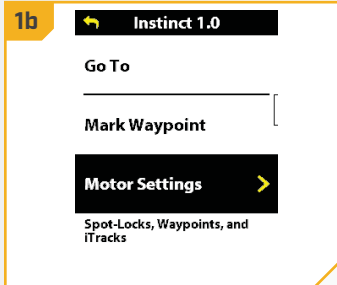 1b
Instinct 1.0
Go To
Mark Waypoint
Motor Settings
Spot-Locks, Waypoints, and
iTracks